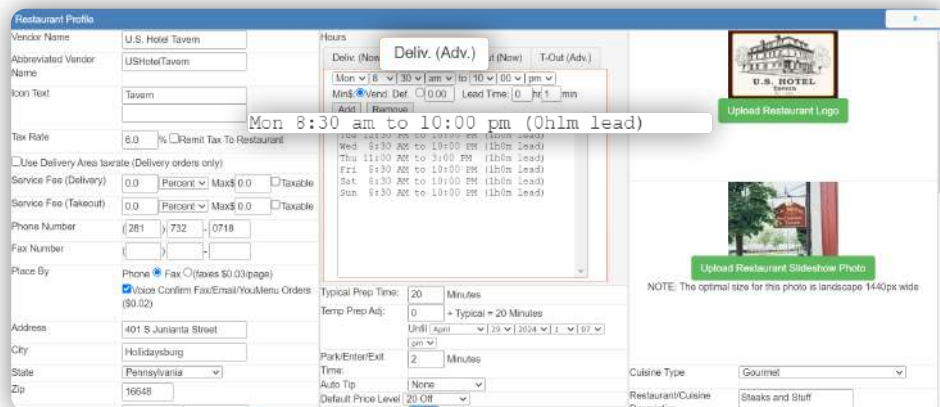 Restaurant Profile
x
Vendor Name U.S. Hotel Tavern
Abbreviated Vendor Name USHotelTavern
Icon Text Tavern
Tax Rate 6.0 % Remit Tax To Restaurant
Use Delivery Area taxrate (Delivery orders only)
Service Fee (Delivery) 0.0 Percent Max$ 0.0 Taxable
Service Fee (Takeout) 0.0 Percent Max$ 0.0 Taxable
Phone Number ( 281 ) 732 - 0718
Fax Number ( ) -
Place By Phone Fax (faxes $0.03/page)
Voice Confirm Fax/Email/YouMenu Orders
($0.02)
Address 401 S Junianta Street
City Hollidaysburg
State Pennsylvania
Zip 16648
Hours
Deliv. (Now Deliv. (Adv.) (Now) T-Out (Adv.)
Mon 8 30 am to 10 00 pm
Min$: Vend. Def. 0.00 Lead Time: 0 hr 1 min
Add Remove
Mon 8:30 am to 10:00 pm (0h1m lead)
Wed 8:30 AM to 10:00 PM (1h0m lead)
Thu 11:00 AM to 3:00 PM (1h0m lead)
Fri 8:30 AM to 10:00 PM (1h0m lead)
Sat 8:30 AM to 10:00 PM (1h0m lead)
Sun 8:30 AM to 10:00 PM (1h0m lead)
Typical Prep Time: 20 Minutes
Temp Prep Adj: 0 + Typical = 20 Minutes
Until April 29 2024 1 07
pm
Park/Enter/Exit Time: 2 Minutes
Auto Tip None
Default Price Level 20 Off
U.S. HOTEL
Tavern
Upload Restaurant Logo
Upload Restaurant Slideshow Photo
NOTE: The optimal size for this photo is landscape 1440px wide
Cuisine Type Gourmet
Restaurant/Cuisine Steaks and Stuff